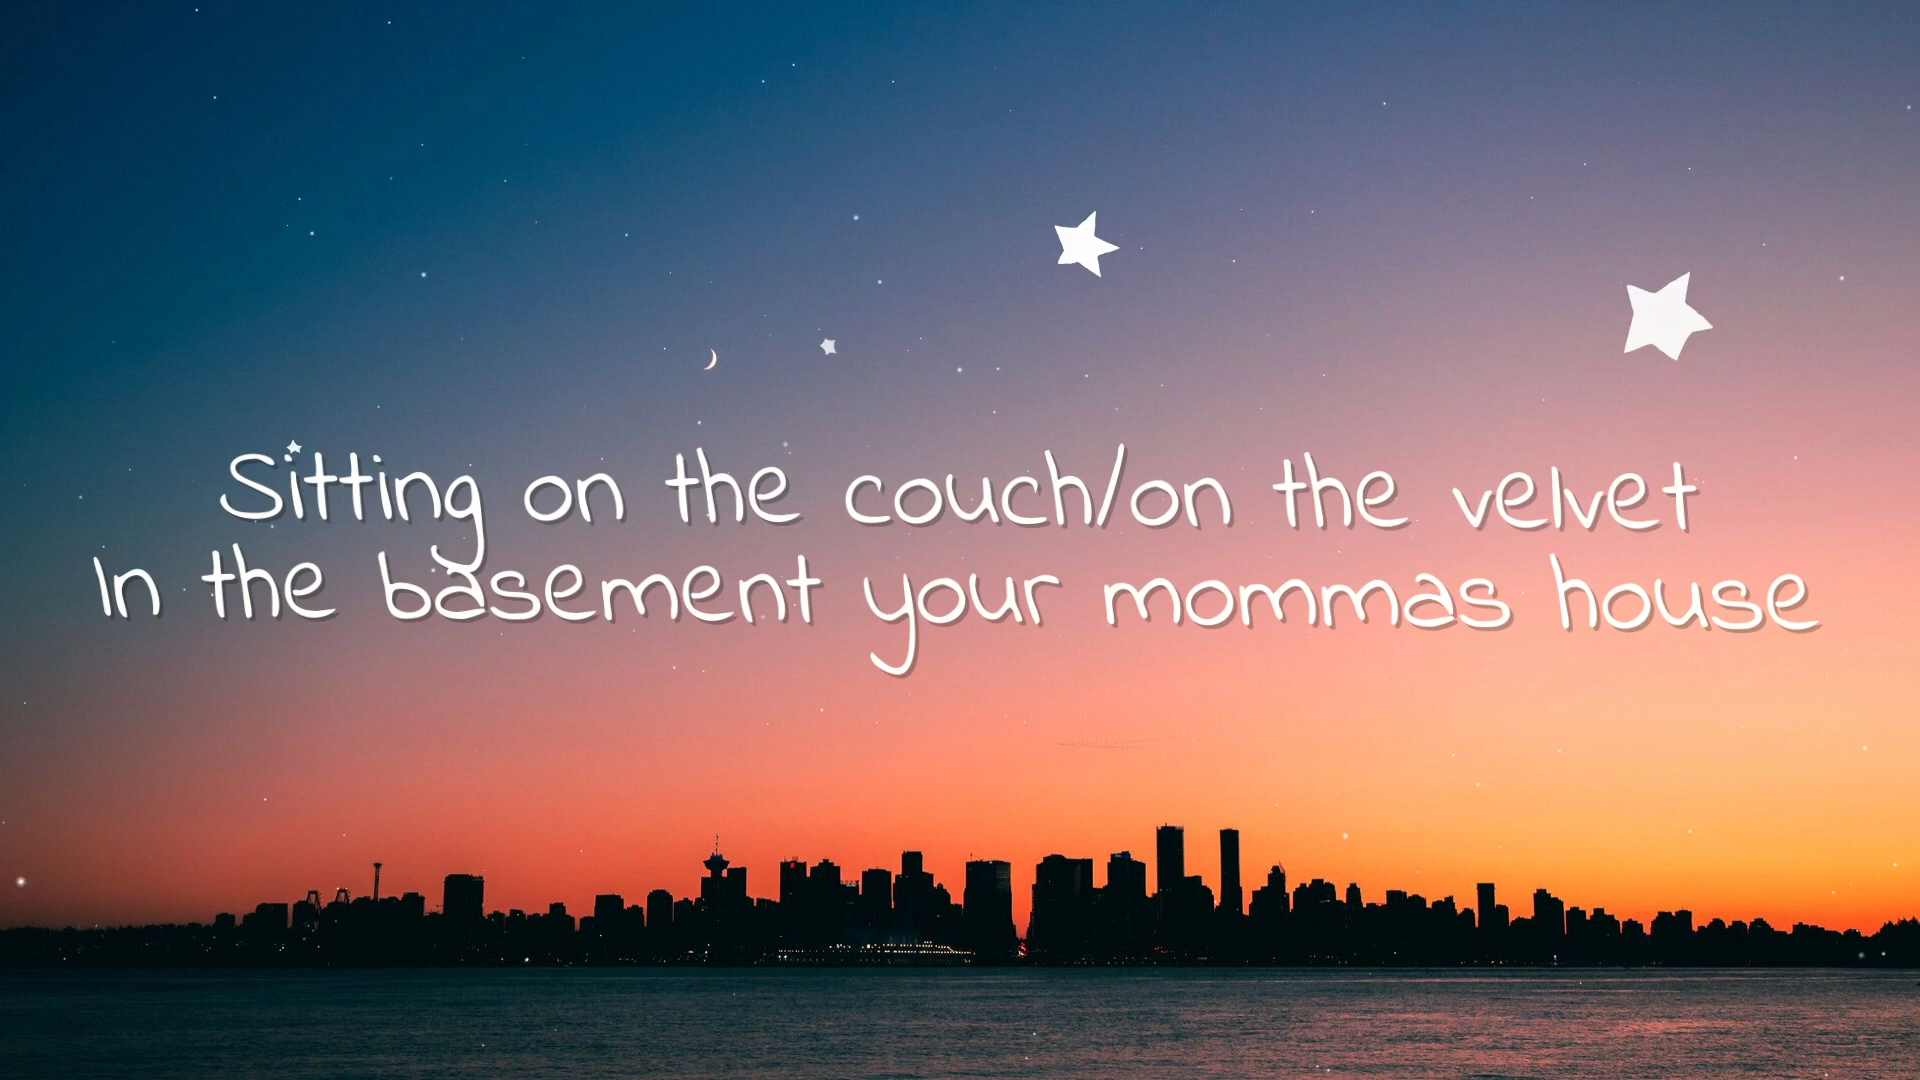 Sitting on the couch/on the velvet
In the basement your mommas house